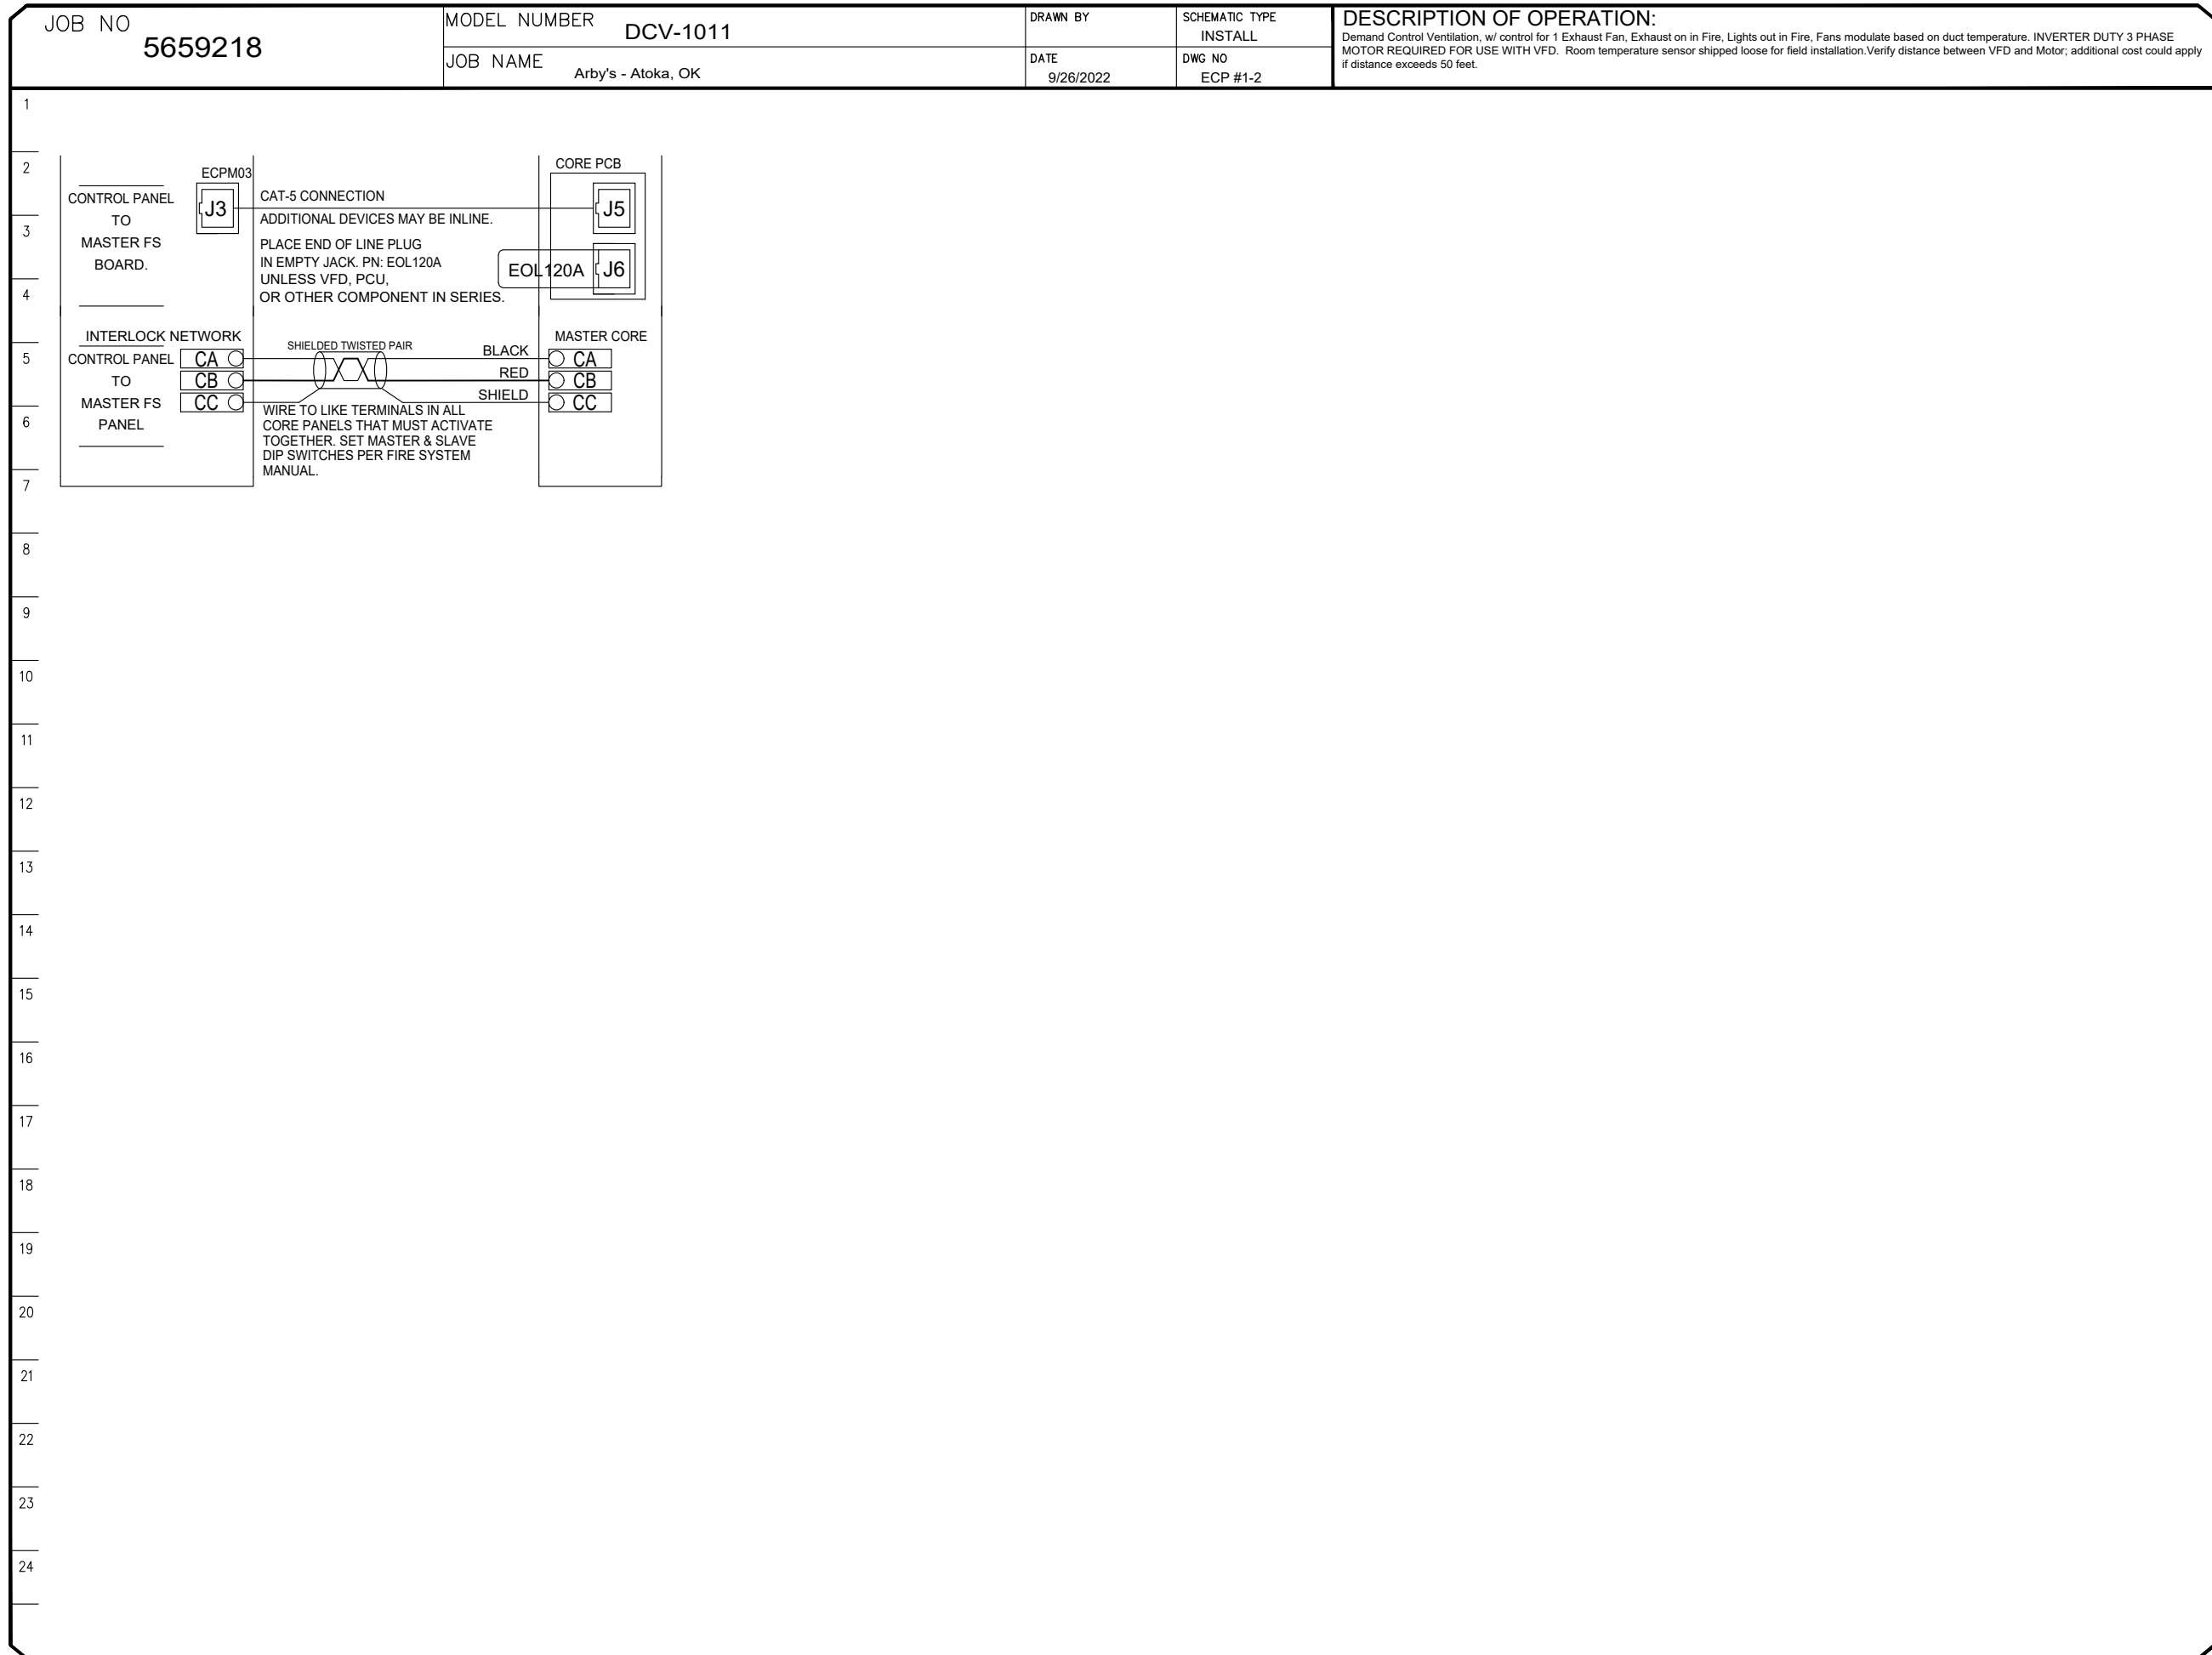 JOB NO
5659218
MODEL NUMBER
DCV-1011
JOB NAME
Arby's - Atoka, OK
DRAWN BY
DATE
9/26/2022
SCHEMATIC TYPE
INSTALL
DWG NO
ECP #1-2
DESCRIPTION OF OPERATION:
Demand Control Ventilation, w/ control for 1 Exhaust Fan, Exhaust on in Fire, Lights out in Fire, Fans modulate based on duct temperature. INVERTER DUTY 3 PHASE
MOTOR REQUIRED FOR USE WITH VFD. Room temperature sensor shipped loose for field installation.Verify distance between VFD and Motor; additional cost could apply
if distance exceeds 50 feet.
1
2
3
4
5
6
7
8
9
10
11
12
13
14
15
16
17
18
19
20
21
22
23
24
CONTROL PANEL
TO
MASTER FS
BOARD.
ECPM03
J3
CAT-5 CONNECTION
ADDITIONAL DEVICES MAY BE INLINE.
PLACE END OF LINE PLUG
IN EMPTY JACK. PN: EOL120A
UNLESS VFD, PCU,
OR OTHER COMPONENT IN SERIES.
CORE PCB
J5
EOL120A
J6
INTERLOCK NETWORK
CONTROL PANEL
TO
MASTER FS
PANEL
CA
CB
CC
SHIELDED TWISTED PAIR
BLACK
RED
SHIELD
MASTER CORE
CA
CB
CC
WIRE TO LIKE TERMINALS IN ALL
CORE PANELS THAT MUST ACTIVATE
TOGETHER. SET MASTER & SLAVE
DIP SWITCHES PER FIRE SYSTEM
MANUAL.